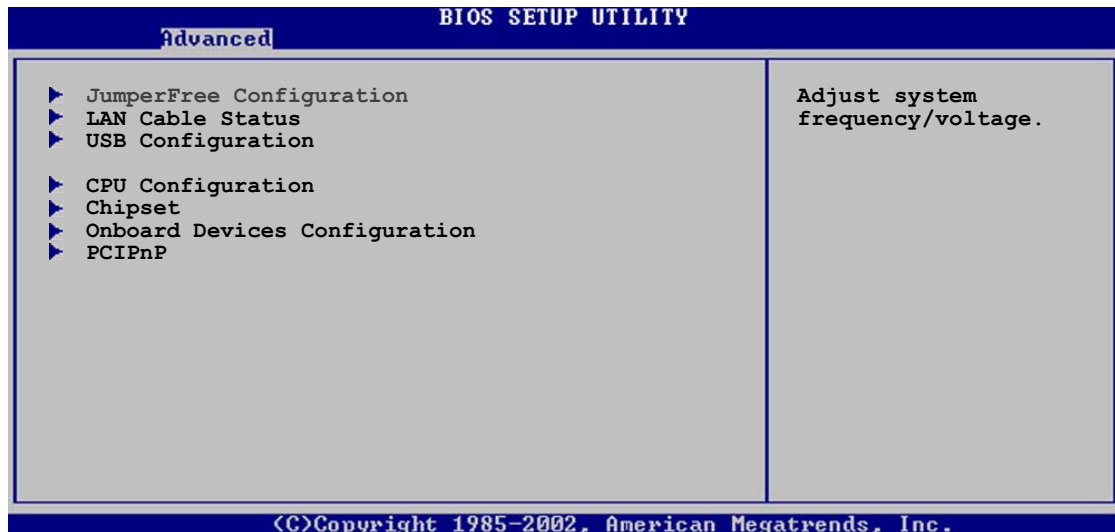 BIOS SETUP UTILITY
Advanced
JumperFree Configuration
LAN Cable Status
USB Configuration
CPU Configuration
Chipset
Onboard Devices Configuration
PCIPnP
Adjust system
frequency/voltage.
(C)Copyright 1985-2002, American Megatrends, Inc.